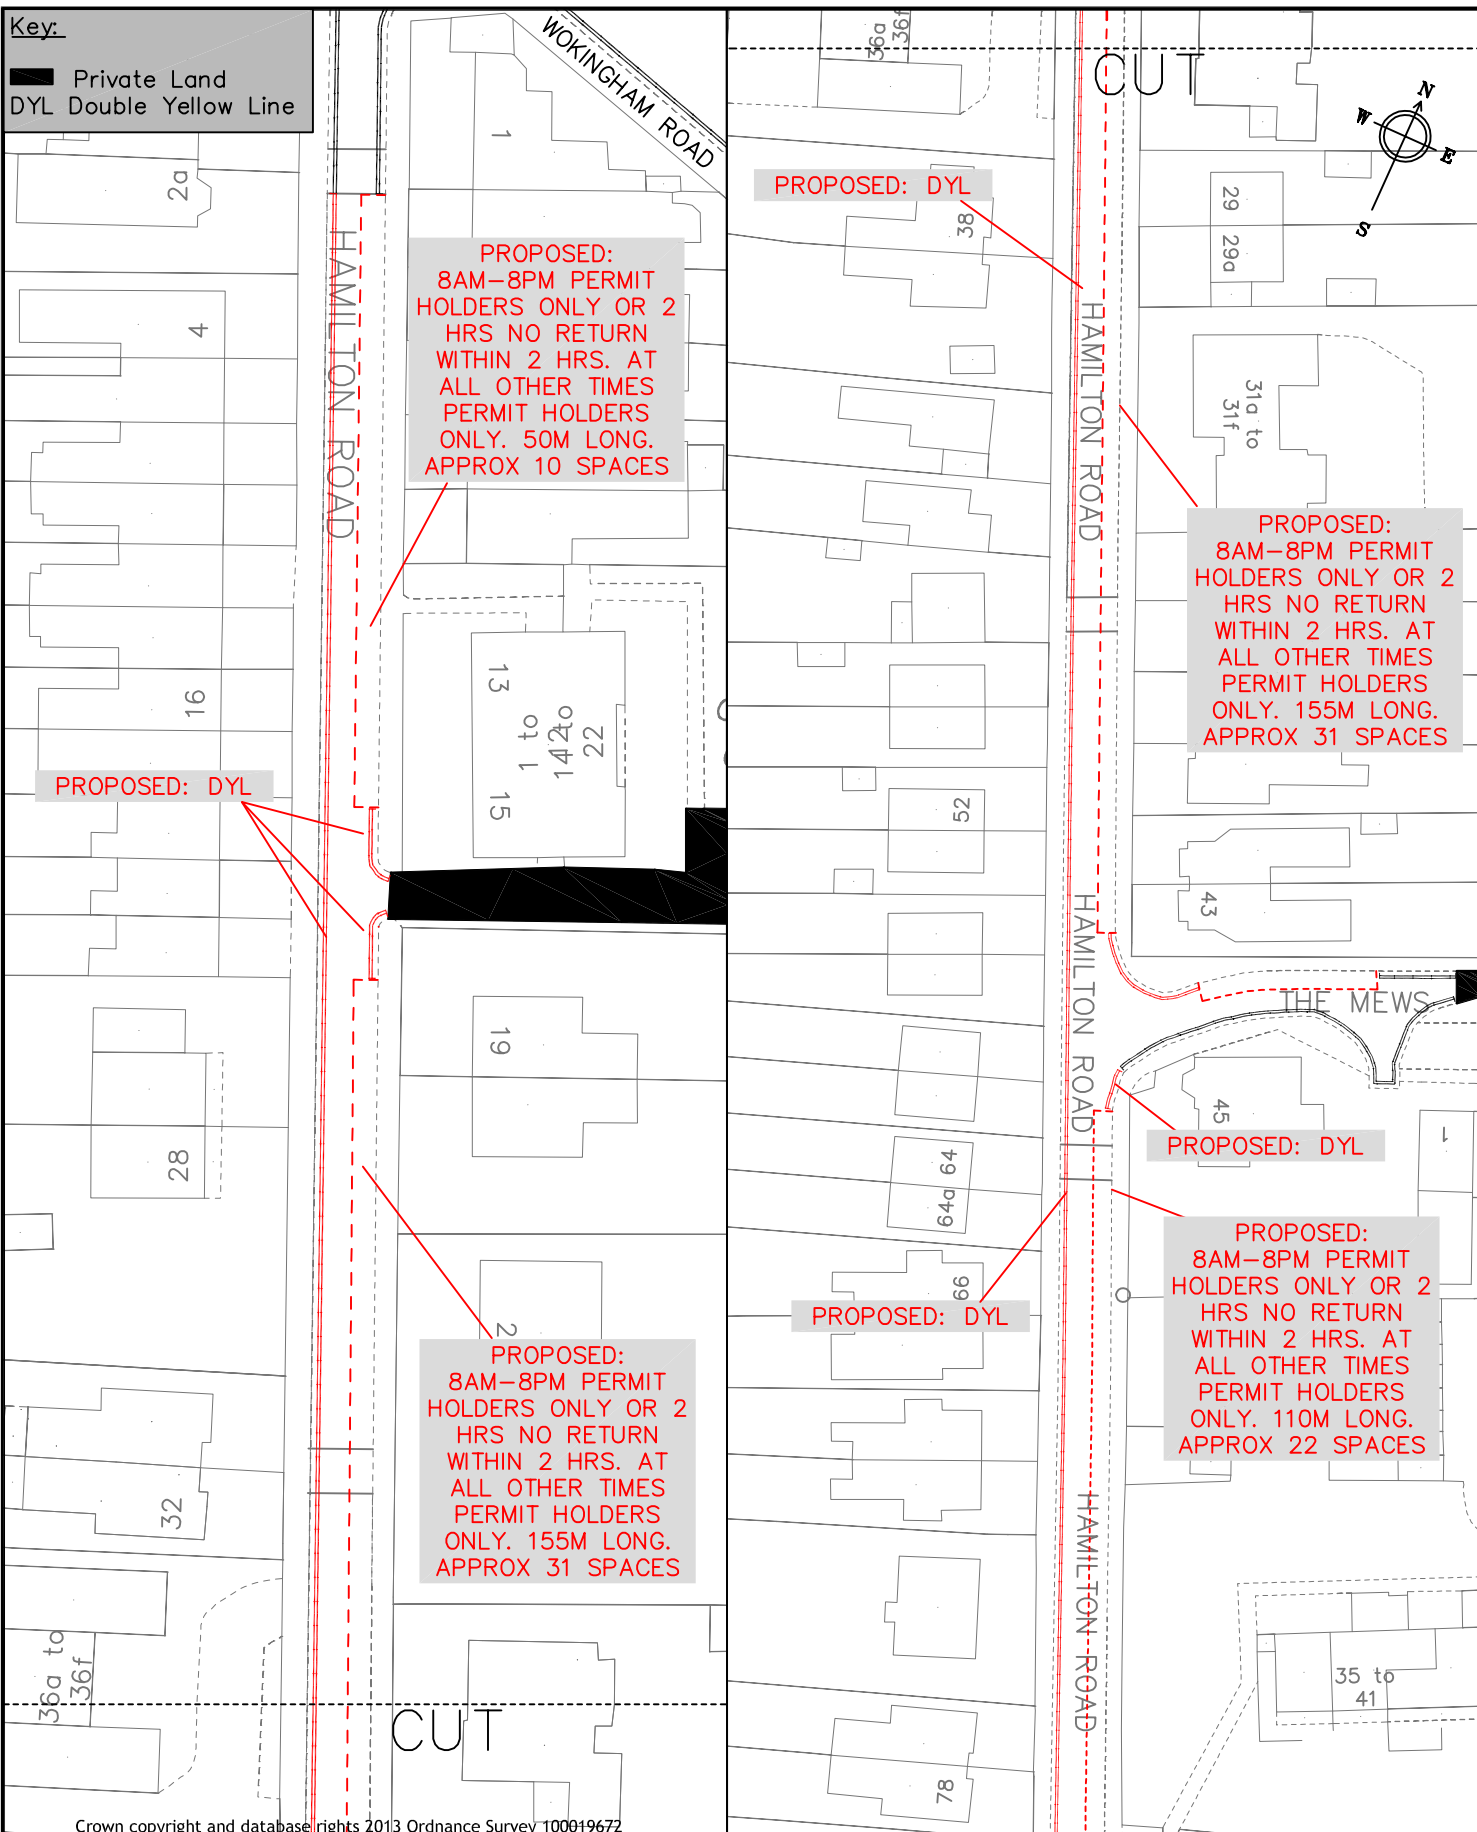 Key:
Private Land
DYL Double Yellow Line
WOKINGHAM ROAD
1
2a
HAMILTON ROAD
4
PROPOSED:
8AM-8PM PERMIT
HOLDERS ONLY OR 2
HRS NO RETURN
WITHIN 2 HRS. AT
ALL OTHER TIMES
PERMIT HOLDERS
ONLY. 50M LONG.
APPROX 10 SPACES
16
13
1 to
14
12 to
22
15
PROPOSED: DYL
19
28
2
PROPOSED:
8AM-8PM PERMIT
HOLDERS ONLY OR 2
HRS NO RETURN
WITHIN 2 HRS. AT
ALL OTHER TIMES
PERMIT HOLDERS
ONLY. 155M LONG.
APPROX 31 SPACES
32
36a to
36f
CUT
Crown copyright and database rights 2013 Ordnance Survey 100019672
36a
36f
CUT
N
W
E
S
PROPOSED: DYL
38
29
29a
HAMILTON ROAD
31a to
31f
PROPOSED:
8AM-8PM PERMIT
HOLDERS ONLY OR 2
HRS NO RETURN
WITHIN 2 HRS. AT
ALL OTHER TIMES
PERMIT HOLDERS
ONLY. 155M LONG.
APPROX 31 SPACES
52
43
HAMILTON ROAD
THE MEWS
45
1
PROPOSED: DYL
64
64a
66
PROPOSED: DYL
PROPOSED:
8AM-8PM PERMIT
HOLDERS ONLY OR 2
HRS NO RETURN
WITHIN 2 HRS. AT
ALL OTHER TIMES
PERMIT HOLDERS
ONLY. 110M LONG.
APPROX 22 SPACES
HAMILTON ROAD
35 to
41
78